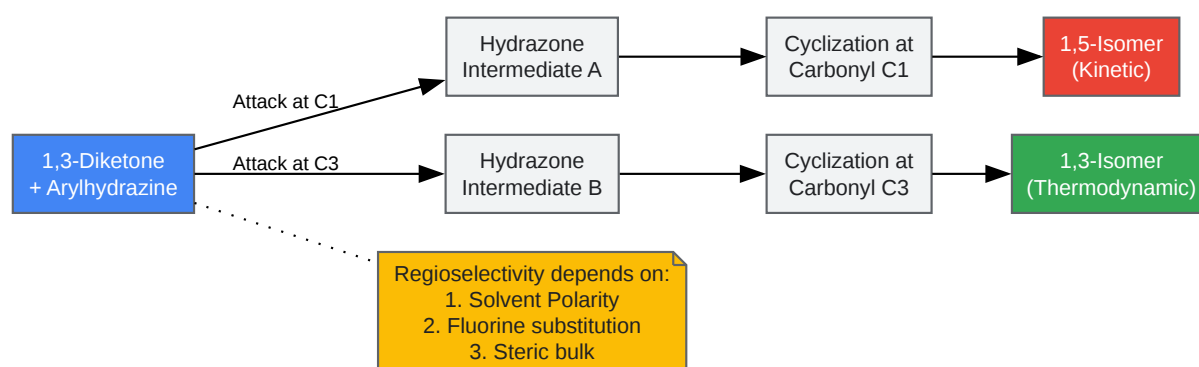 Hydrazone
Intermediate A
Cyclization at
Carbonyl C1
1,5-Isomer
(Kinetic)
Attack at C1
1,3-Diketone
+ Arylhydrazine
Attack at C3
Hydrazone
Intermediate B
Cyclization at
Carbonyl C3
1,3-Isomer
(Thermodynamic)
Regioselectivity depends on:
1. Solvent Polarity
2. Fluorine substitution
3. Steric bulk